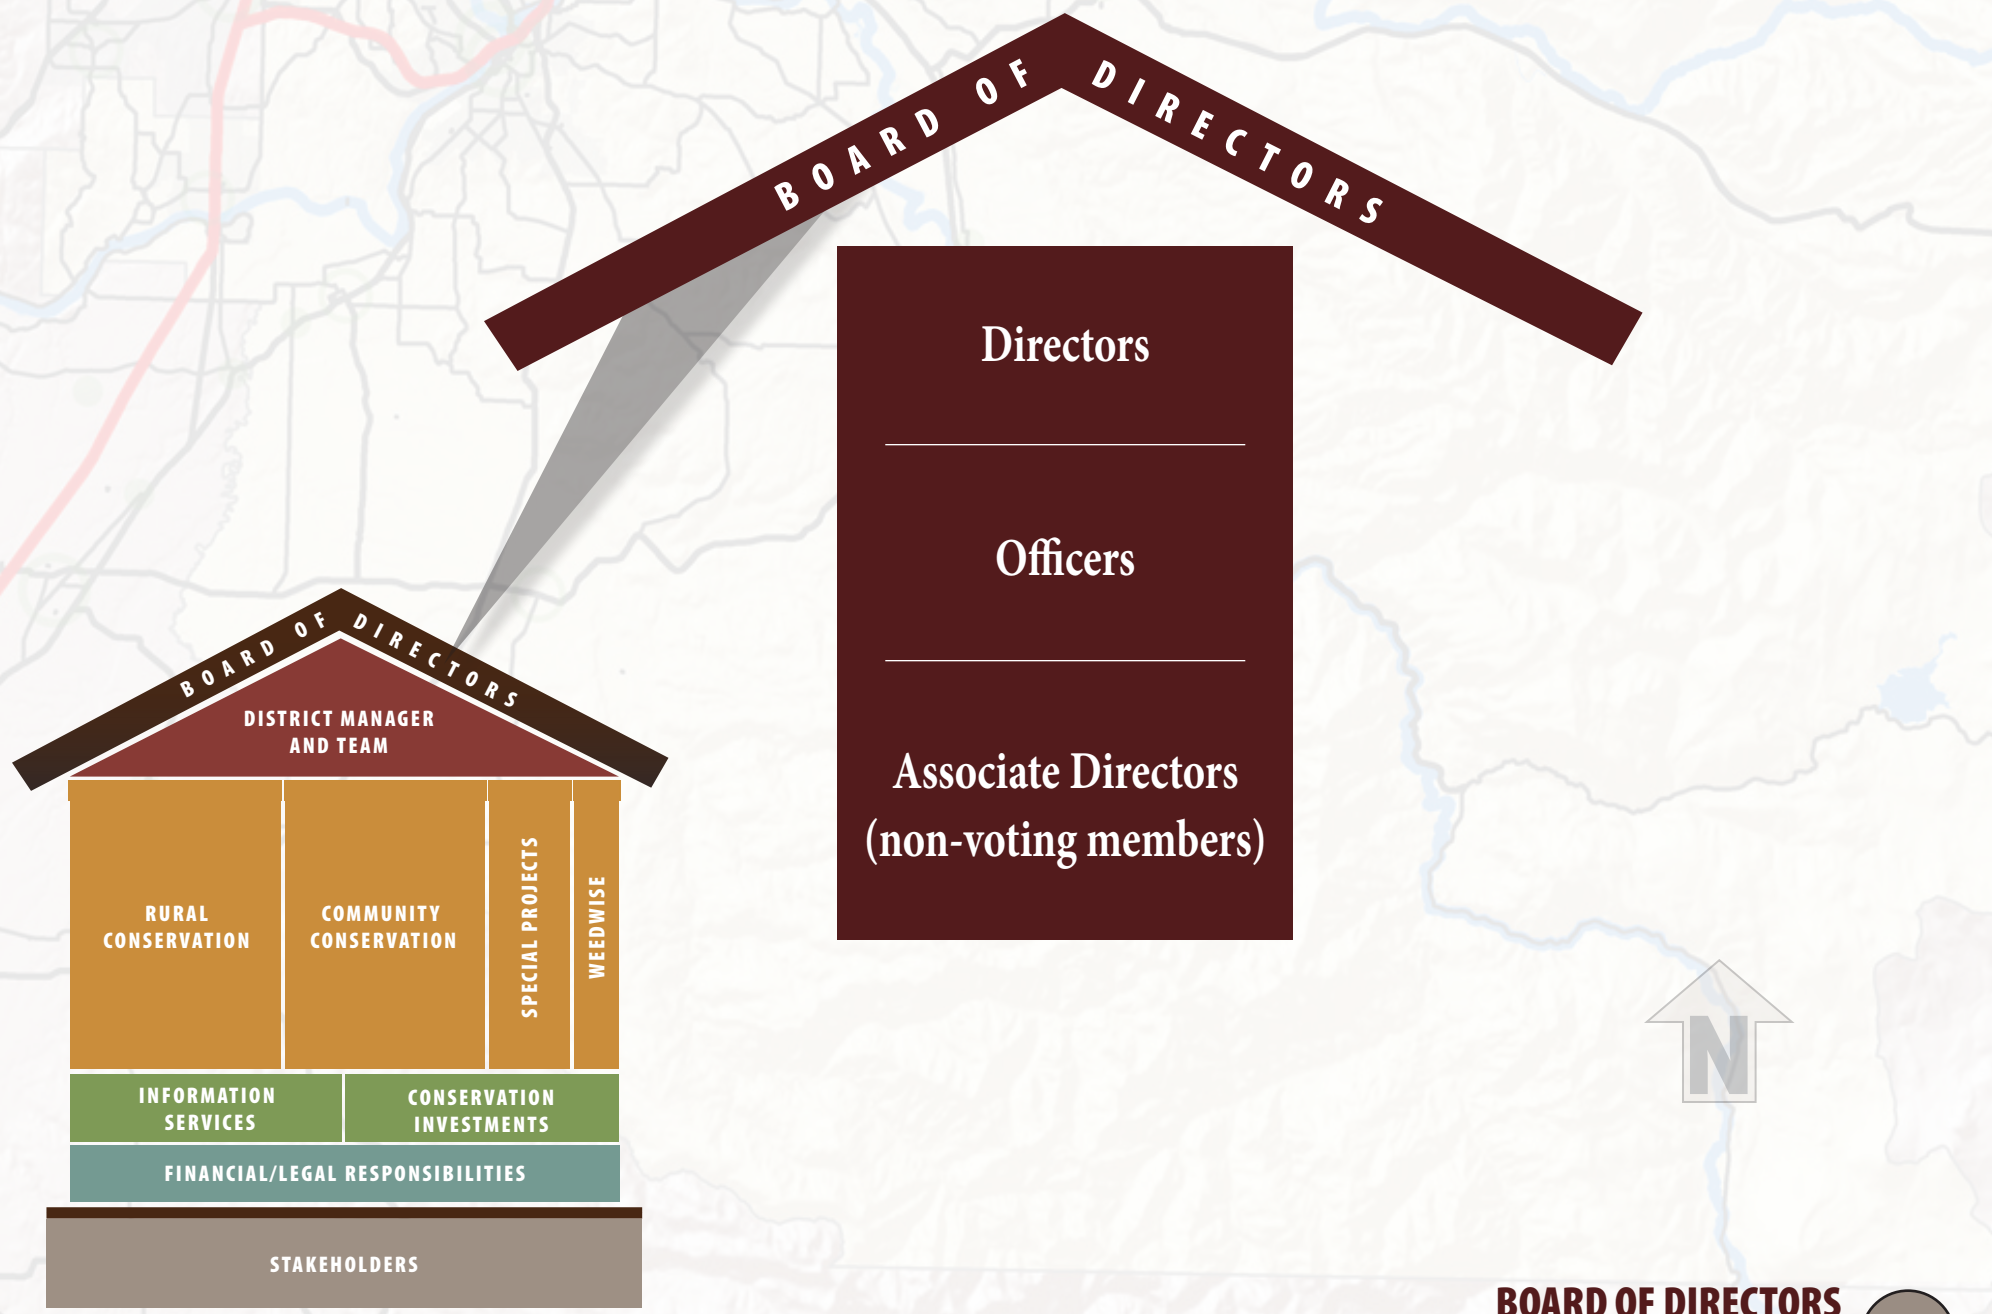 BOARD OF DIRECTORS
Directors
Officers
Associate Directors
(non-voting members)
BOARD OF DIRECTORS
DISTRICT MANAGER
AND TEAM
RURAL
CONSERVATION
COMMUNITY
CONSERVATION
SPECIAL PROJECTS
WEEDWISE
INFORMATION
SERVICES
CONSERVATION
INVESTMENTS
FINANCIAL/LEGAL RESPONSIBILITIES
STAKEHOLDERS
N
BOARD OF DIRECTORS